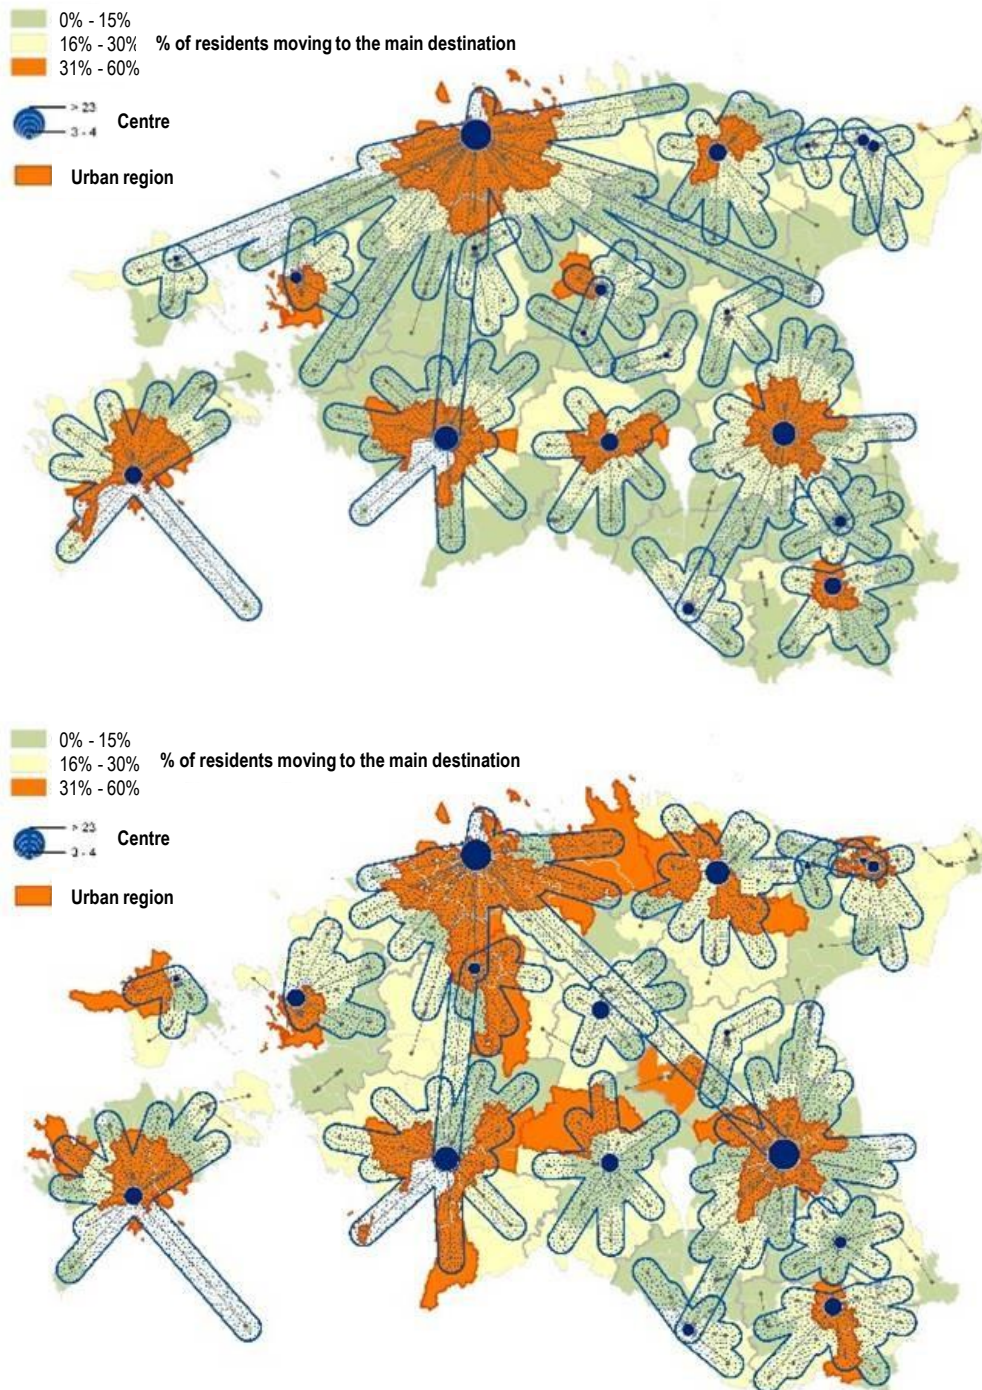 0% - 15%
16% - 30% % of residents moving to the main destination
31% - 60%
> 23
3 - 4
Centre
Urban region
0% - 15%
16% - 30% % of residents moving to the main destination
31% - 60%
> 23
3 - 4
Centre
Urban region